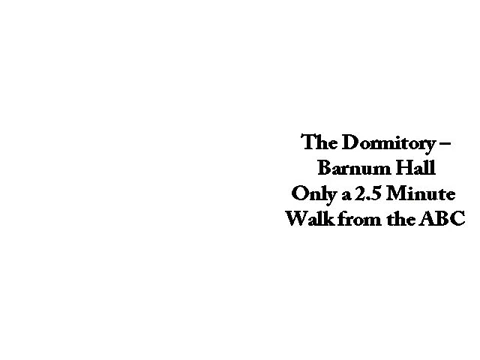 The Dormitory –
Barnum Hall
Only a 2.5 Minute
Walk from the ABC